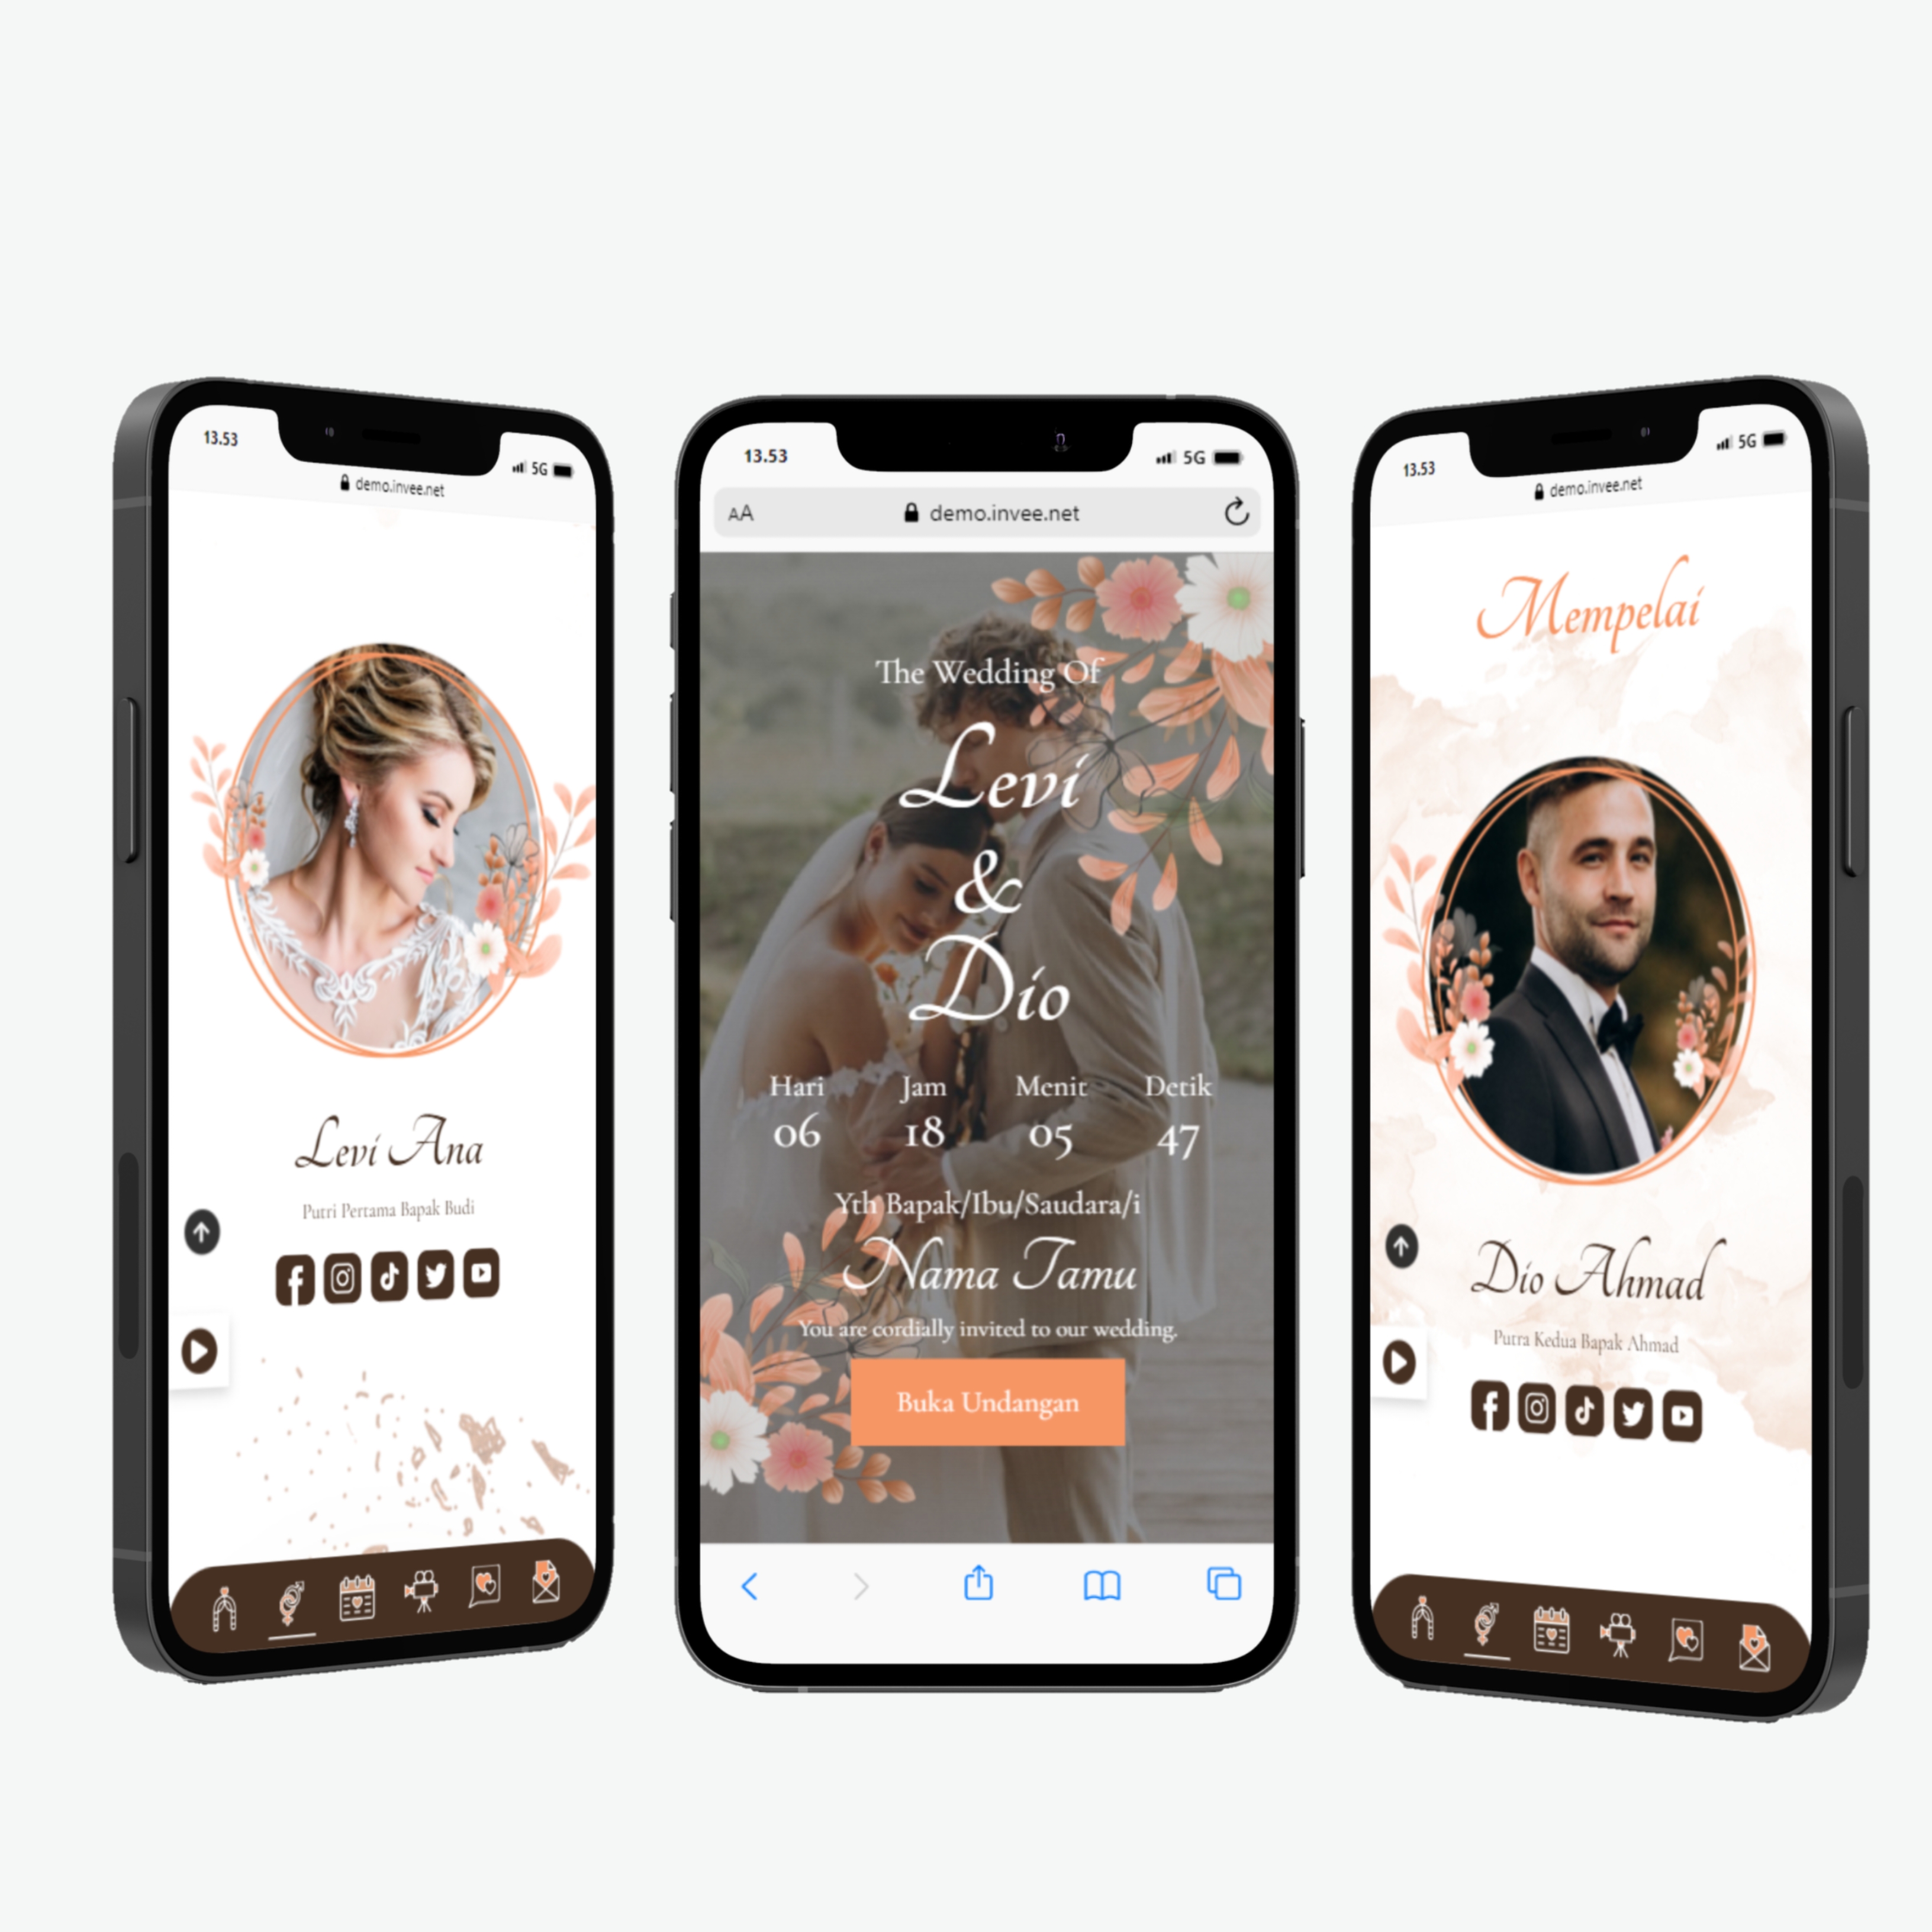 13.53
5G
demo.invee.net
Levi Ana
Putri Pertama Bapak Budi
13.53
5G
AA
demo.invee.net
The Wedding Of
Levi
&
Dio
Hari Jam Menit Detik
06 18 05 47
Yth Bapak/Ibu/Saudara/i
Nama Tamu
You are cordially invited to our wedding.
Buka Undangan
13.53
5G
demo.invee.net
Mempelai
Dio Ahmad
Putra Kedua Bapak Ahmad